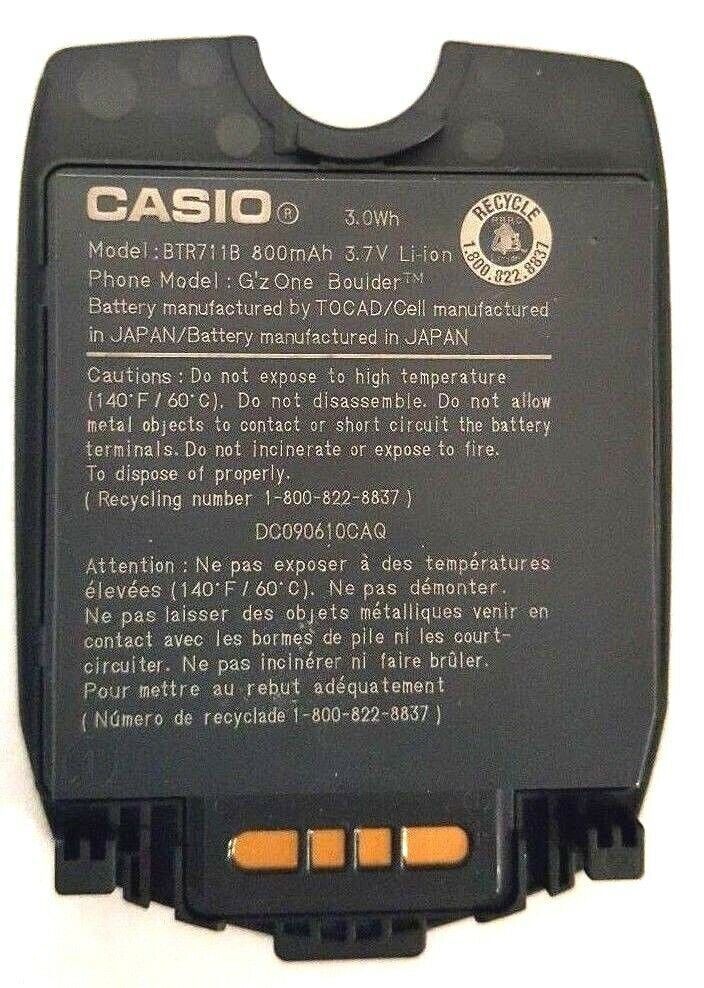 CASIO®
3.0Wh
RECYCLE
1.800.822.8837
Model:BTR711B 800mAh 3.7V Li-ion
Phone Model: G'z One Boulder™
Battery manufactured by TOCAD/Cell manufactured
in JAPAN/Battery manufactured in JAPAN
Cautions: Do not expose to high temperature
(140°F/60°C). Do not disassemble. Do not allow
metal objects to contact or short circuit the battery
terminals. Do not incinerate or expose to fire.
To dispose of properly.
( Recycling number 1-800-822-8837 )
DC090610CAQ
Attention: Ne pas exposer à des températures
élevées (140°F/60°C). Ne pas démonter.
Ne pas laisser des objets métalliques venir en
contact avec les bormes de pile ni les court-
circuiter. Ne pas incinérer ni faire brûler.
Pour mettre au rebut adéquatement
( Número de recyclade 1-800-822-8837 )